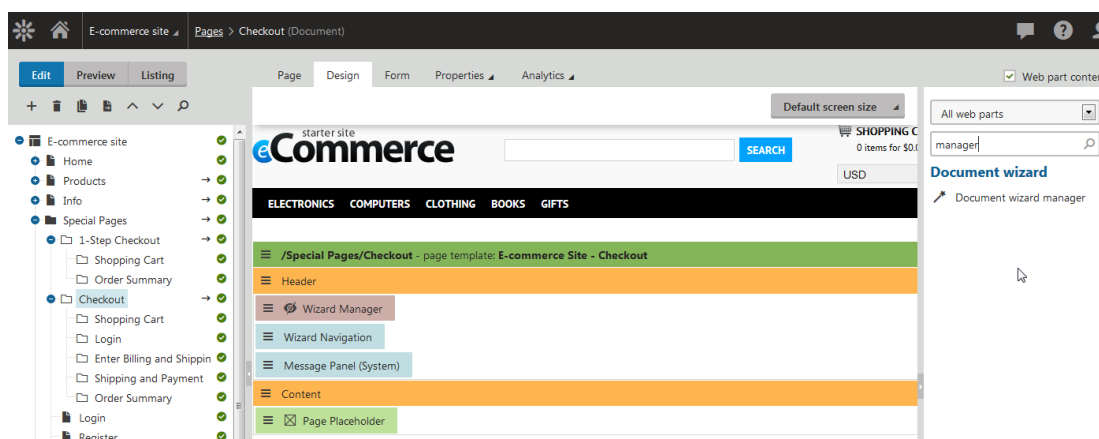 E-commerce site
Pages > Checkout (Document)
Edit Preview Listing
Page Design Form Properties Analytics
Web part conte
Default screen size
All web parts
manager
Document wizard
Document wizard manager
E-commerce site
Home
Products
Info
Special Pages
1-Step Checkout
Shopping Cart
Order Summary
Checkout
Shopping Cart
Login
Enter Billing and Shippin
Shipping and Payment
Order Summary
Login
Register
starter site
eCommerce
SEARCH
SHOPPING C
0 items for $0.0
USD
ELECTRONICS COMPUTERS CLOTHING BOOKS GIFTS
/Special Pages/Checkout - page template: E-commerce Site - Checkout
Header
Wizard Manager
Wizard Navigation
Message Panel (System)
Content
Page Placeholder